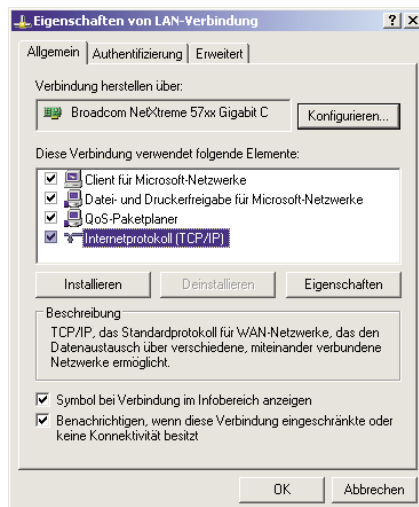 Eigenschaften von LAN-Verbindung
Allgemein Authentifizierung Erweitert
Verbindung herstellen über:
Broadcom NetXtreme 57xx Gigabit C Konfigurieren...
Diese Verbindung verwendet folgende Elemente:
Client für Microsoft-Netzwerke
Datei- und Druckerfreigabe für Microsoft-Netzwerke
QoS-Paketplaner
Internetprotokoll (TCP/IP)
Installieren Deinstallieren Eigenschaften
Beschreibung
TCP/IP, das Standardprotokoll für WAN-Netzwerke, das den
Datenaustausch über verschiedene, miteinander verbundene
Netzwerke ermöglicht.
Symbol bei Verbindung im Infobereich anzeigen
Benachrichtigen, wenn diese Verbindung eingeschränkte oder
keine Konnektivität besitzt
OK Abbrechen